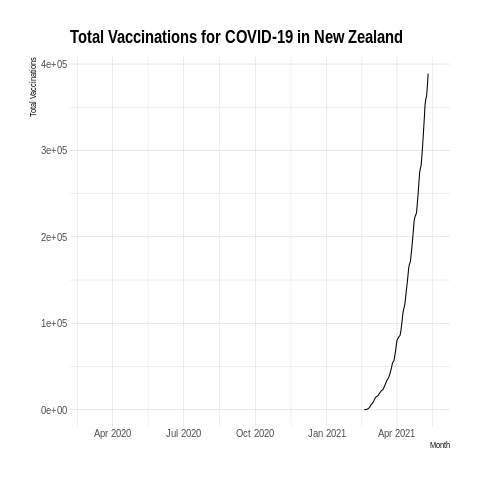 Total Vaccinations for COVID-19 in New Zealand
Total Vaccinations
4e+05
3e+05
2e+05
1e+05
0e+00
Apr 2020 Jul 2020 Oct 2020 Jan 2021 Apr 2021
Month